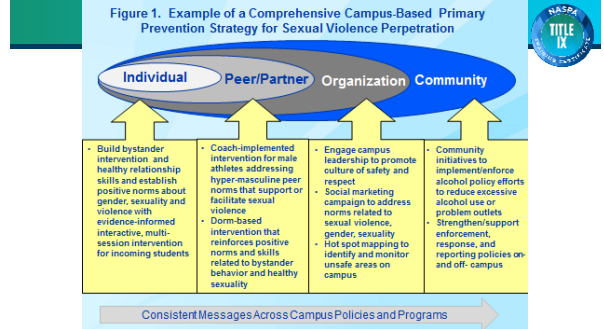 Figure 1. Example of a Comprehensive Campus-Based Primary
Prevention Strategy for Sexual Violence Perpetration
NASPA
TITLE
IX
TRAINING CERTIFICATE
Individual
Peer/Partner
Organization
Community
• Build bystander
intervention and
healthy relationship
skills and establish
positive norms about
gender, sexuality and
violence with
evidence-informed
interactive, multi-
session intervention
for incoming students
• Coach-implemented
intervention for male
athletes addressing
hyper-masculine peer
norms that support or
facilitate sexual
violence
• Dorm-based
intervention that
reinforces positive
norms and skills
related to bystander
behavior and healthy
sexuality
• Engage campus
leadership to promote
culture of safety and
respect
• Social marketing
campaign to address
norms related to
sexual violence,
gender, sexuality
• Hot spot mapping to
identify and monitor
unsafe areas on
campus
• Community
initiatives to
implement/enforce
alcohol policy efforts
to reduce excessive
alcohol use or
problem outlets
• Strengthen/support
enforcement,
response, and
reporting policies on-
and off- campus
Consistent Messages Across Campus Policies and Programs